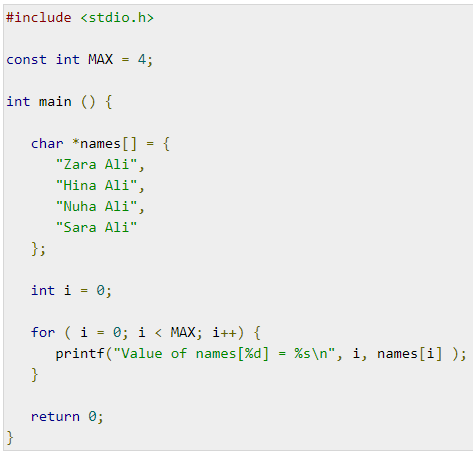 #include <stdio.h>

const int MAX = 4;

int main () {

   char *names[] = {
      "Zara Ali",
      "Hina Ali",
      "Nuha Ali",
      "Sara Ali"
   };

   int i = 0;

   for ( i = 0; i < MAX; i++) {
      printf("Value of names[%d] = %s\n", i, names[i] );
   }

   return 0;
}